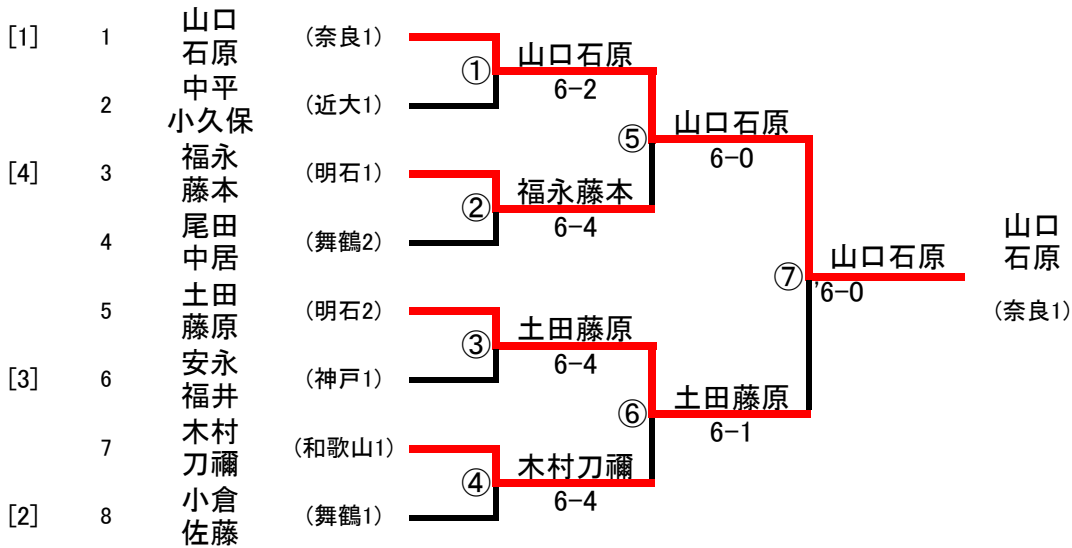 [1] 1 山口 石原 (奈良1)
① 山口石原
6-2
2 中平 小久保 (近大1)
⑤ 山口石原
6-0
[4] 3 福永 藤本 (明石1)
② 福永藤本
6-4
4 尾田 中居 (舞鶴2)
⑦ 山口石原
'6-0
山口
石原
(奈良1)
5 土田 藤原 (明石2)
③ 土田藤原
6-4
[3] 6 安永 福井 (神戸1)
⑥ 土田藤原
6-1
7 木村 刀禰 (和歌山1)
④ 木村刀禰
6-4
[2] 8 小倉 佐藤 (舞鶴1)